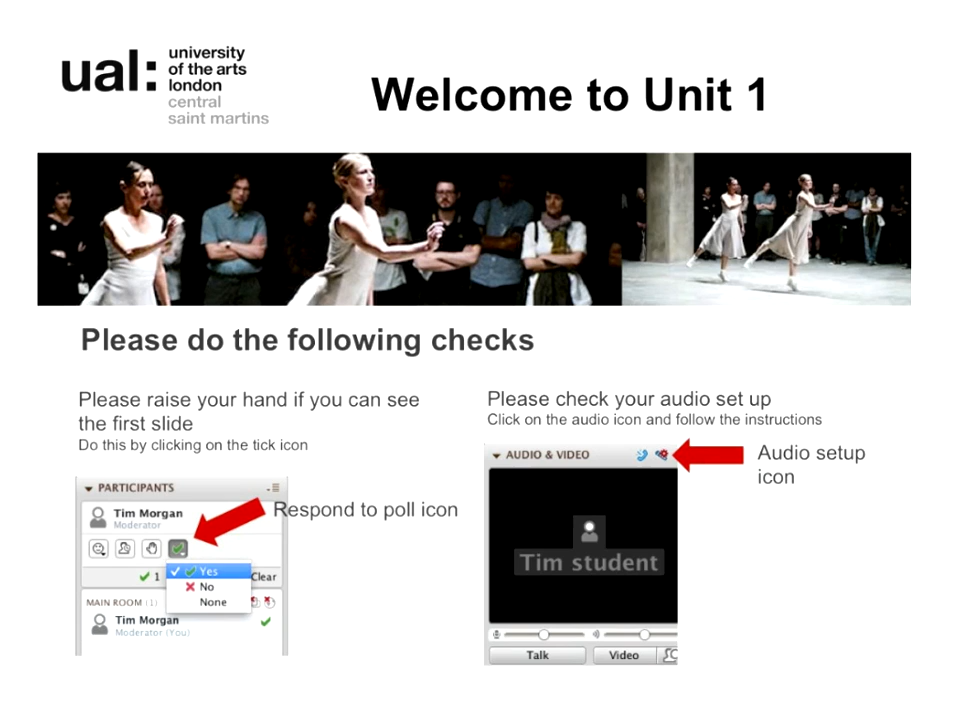 ual:
university
of the arts
london
central
saint martins
Welcome to Unit 1
Please do the following checks
Please raise your hand if you can see
the first slide
Do this by clicking on the tick icon
PARTICIPANTS
Tim Morgan
Moderator
Respond to poll icon
1
Yes
Clear
No
None
MAIN ROOM (1)
Tim Morgan
Moderator (You)
Please check your audio set up
Click on the audio icon and follow the instructions
AUDIO & VIDEO
Audio setup
icon
Tim student
Talk
Video